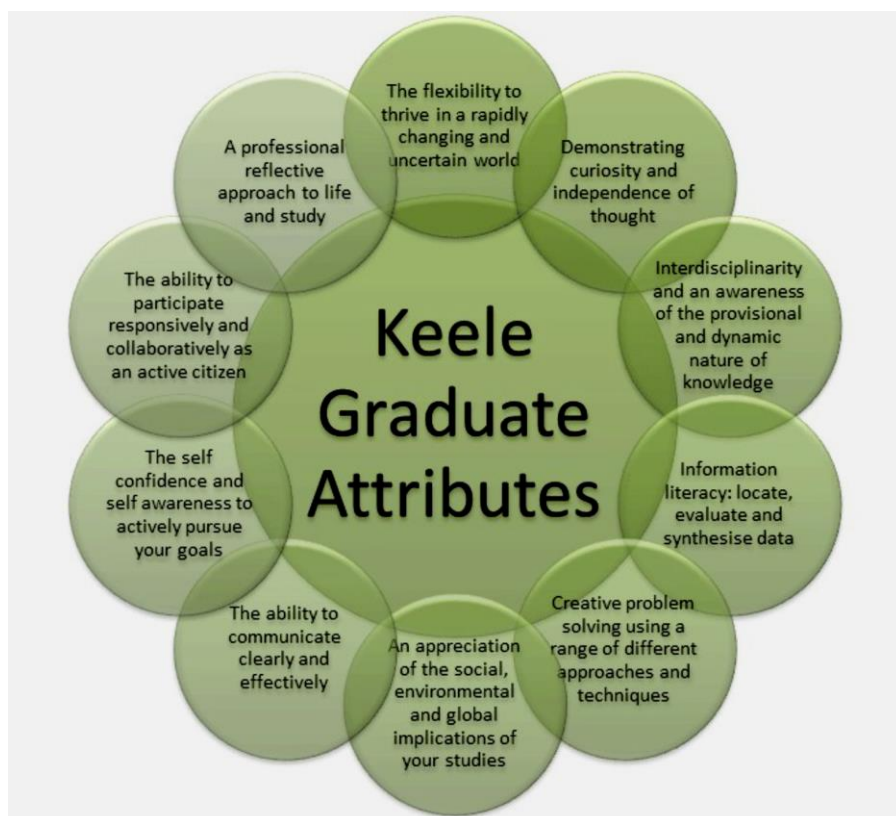 The flexibility to
thrive in a rapidly
changing and
uncertain world
Demonstrating
curiosity and
independence of
thought
Interdisciplinarity
and an awareness
of the provisional
and dynamic
nature of
knowledge
Information
literacy: locate,
evaluate and
synthesise data
Creative problem
solving using a
range of different
approaches and
techniques
An appreciation
of the social,
environmental
and global
implications of
your studies
The ability to
communicate
clearly and
effectively
The self
confidence and
self awareness to
actively pursue
your goals
The ability to
participate
responsively and
collaboratively as
an active citizen
A professional
reflective
approach to life
and study
Keele
Graduate
Attributes